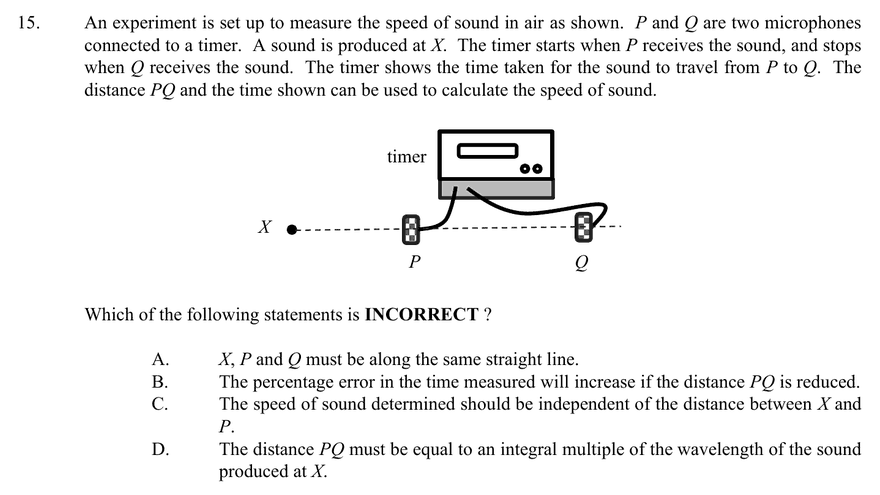 15. An experiment is set up to measure the speed of sound in air as shown. P and Q are two microphones
connected to a timer. A sound is produced at X. The timer starts when P receives the sound, and stops
when Q receives the sound. The timer shows the time taken for the sound to travel from P to Q. The
distance PQ and the time shown can be used to calculate the speed of sound.
timer
X
P
Q
Which of the following statements is INCORRECT ?
A. X, P and Q must be along the same straight line.
B. The percentage error in the time measured will increase if the distance PQ is reduced.
C. The speed of sound determined should be independent of the distance between X and
P.
D. The distance PQ must be equal to an integral multiple of the wavelength of the sound
produced at X.